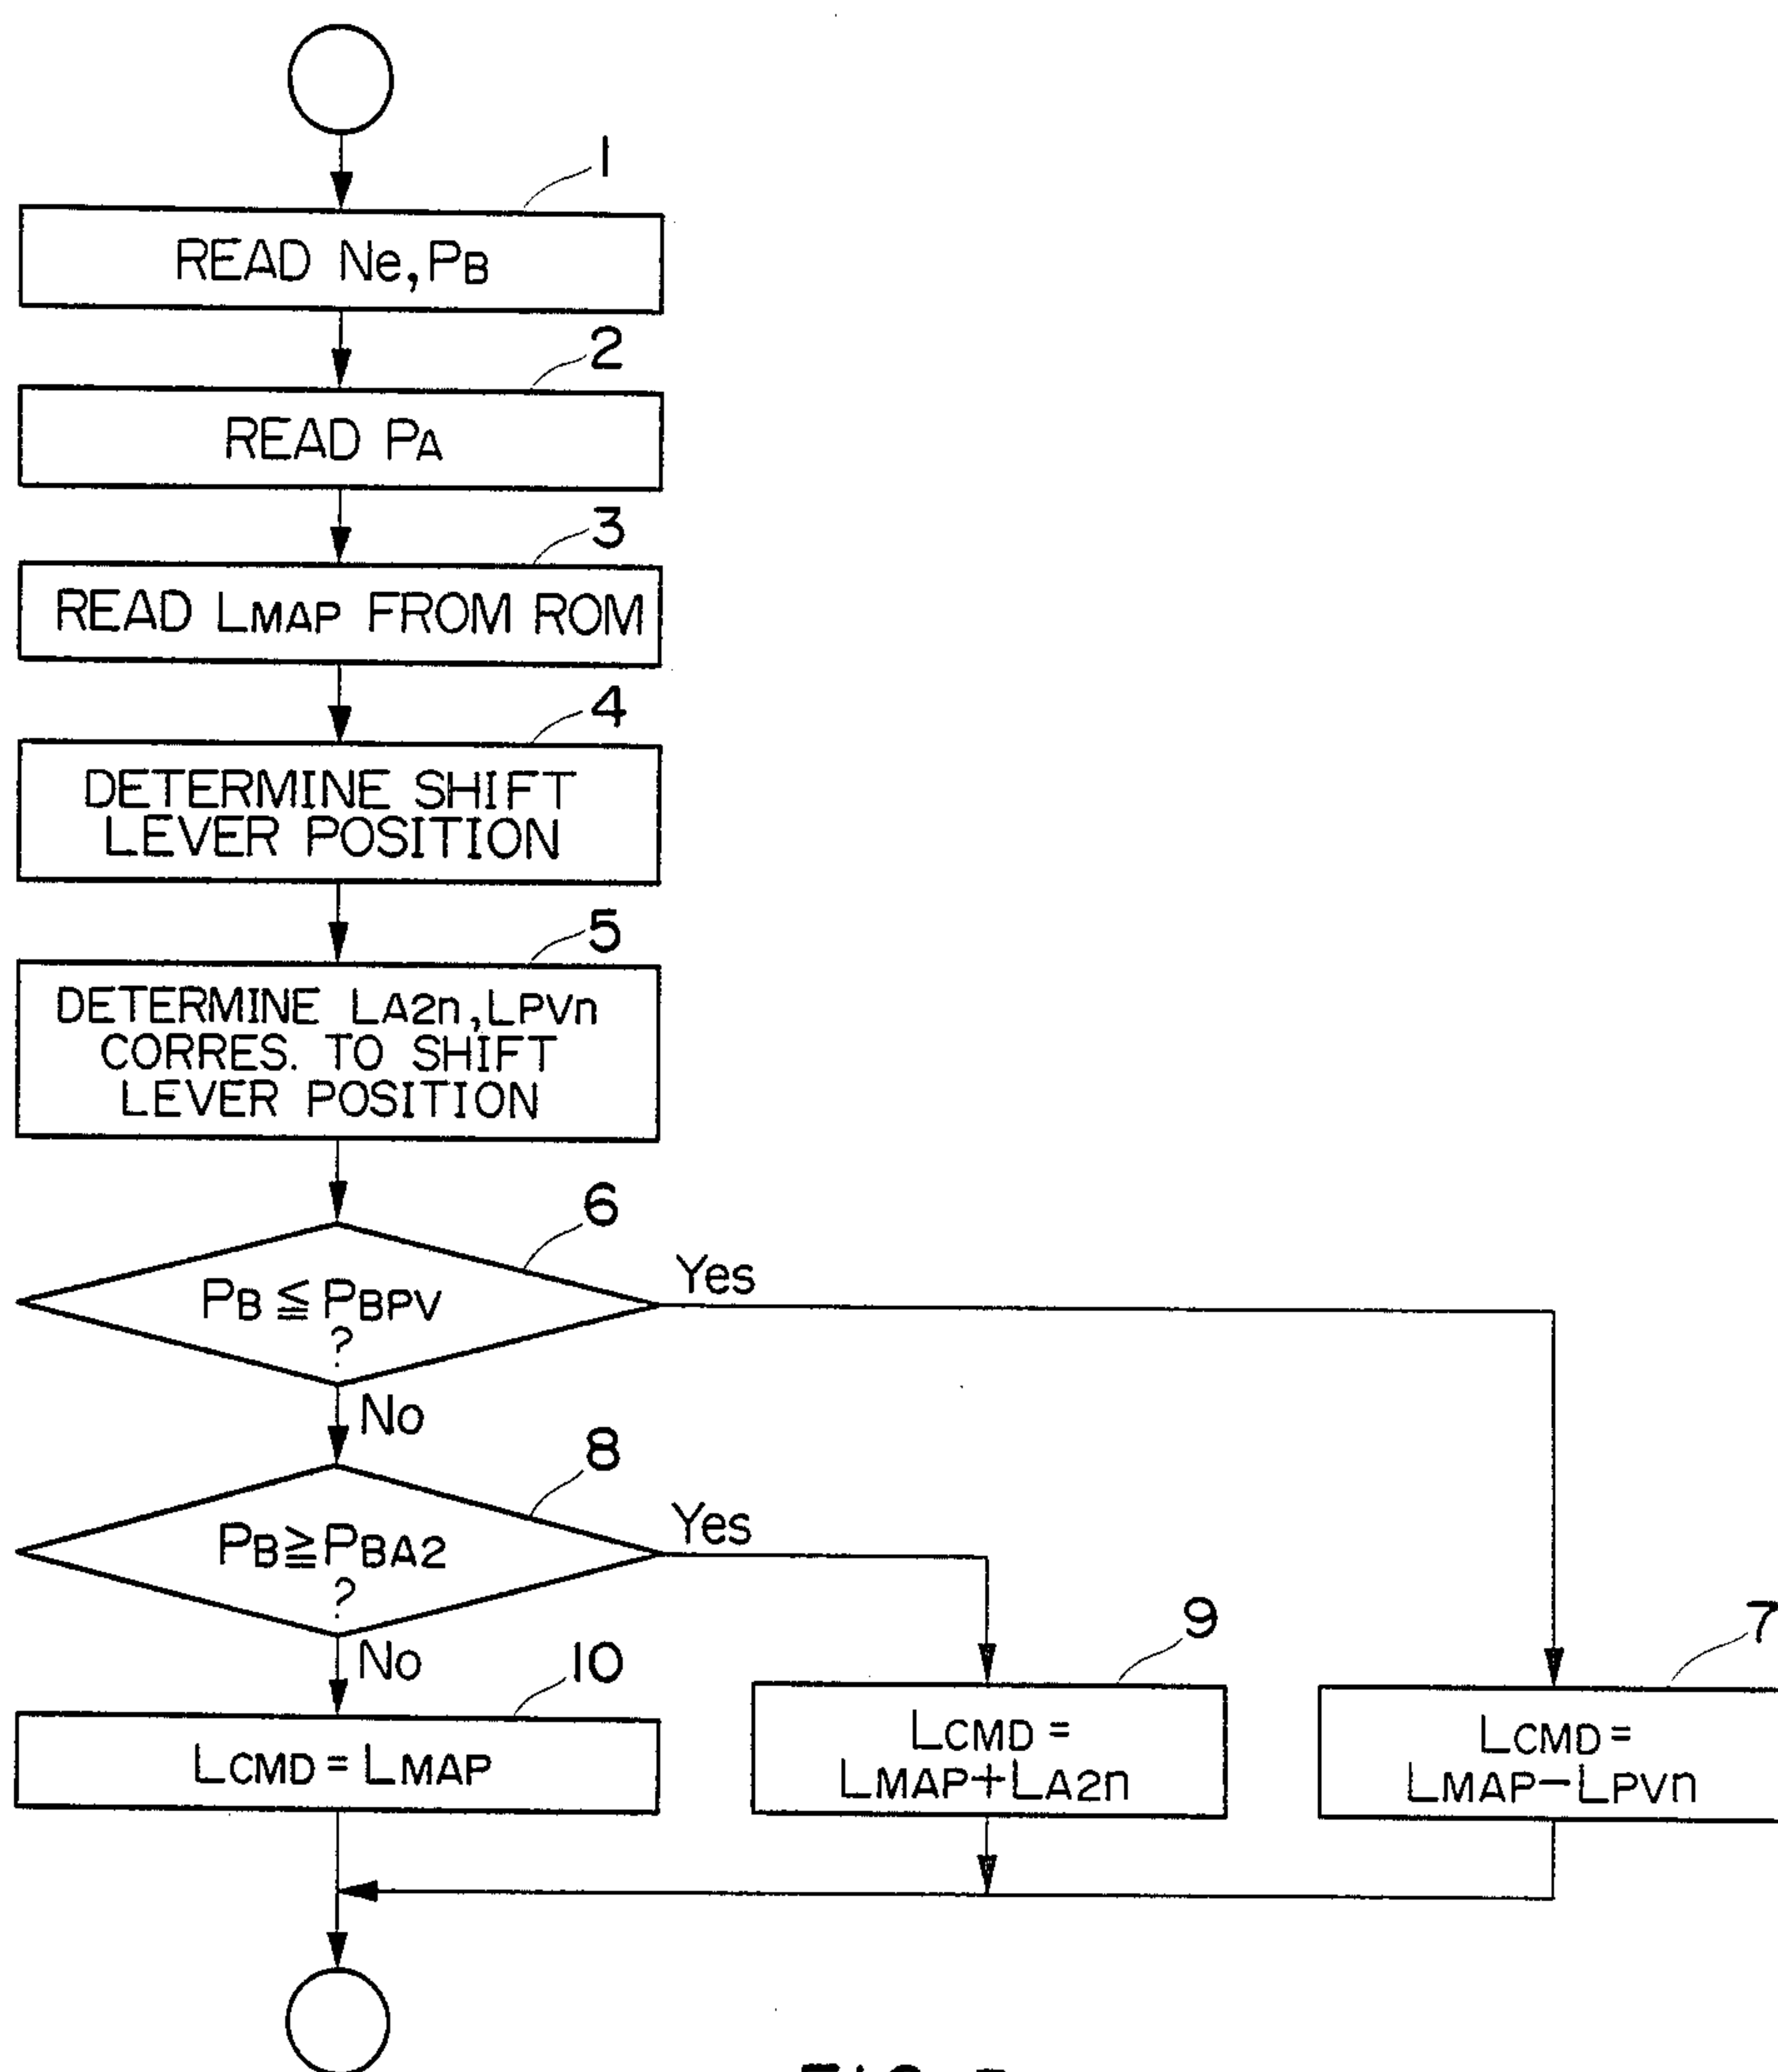 1
READ Ne, PB
2
READ PA
3
READ LMAP FROM ROM
4
DETERMINE SHIFT
LEVER POSITION
5
DETERMINE LA2n, LPVn
CORRES. TO SHIFT
LEVER POSITION
6
PB ≦ PBPV
?
Yes
No
8
PB ≧ PBA2
?
Yes
No
10
LCMD = LMAP
9
LCMD =
LMAP+LA2n
7
LCMD =
LMAP−LPVn